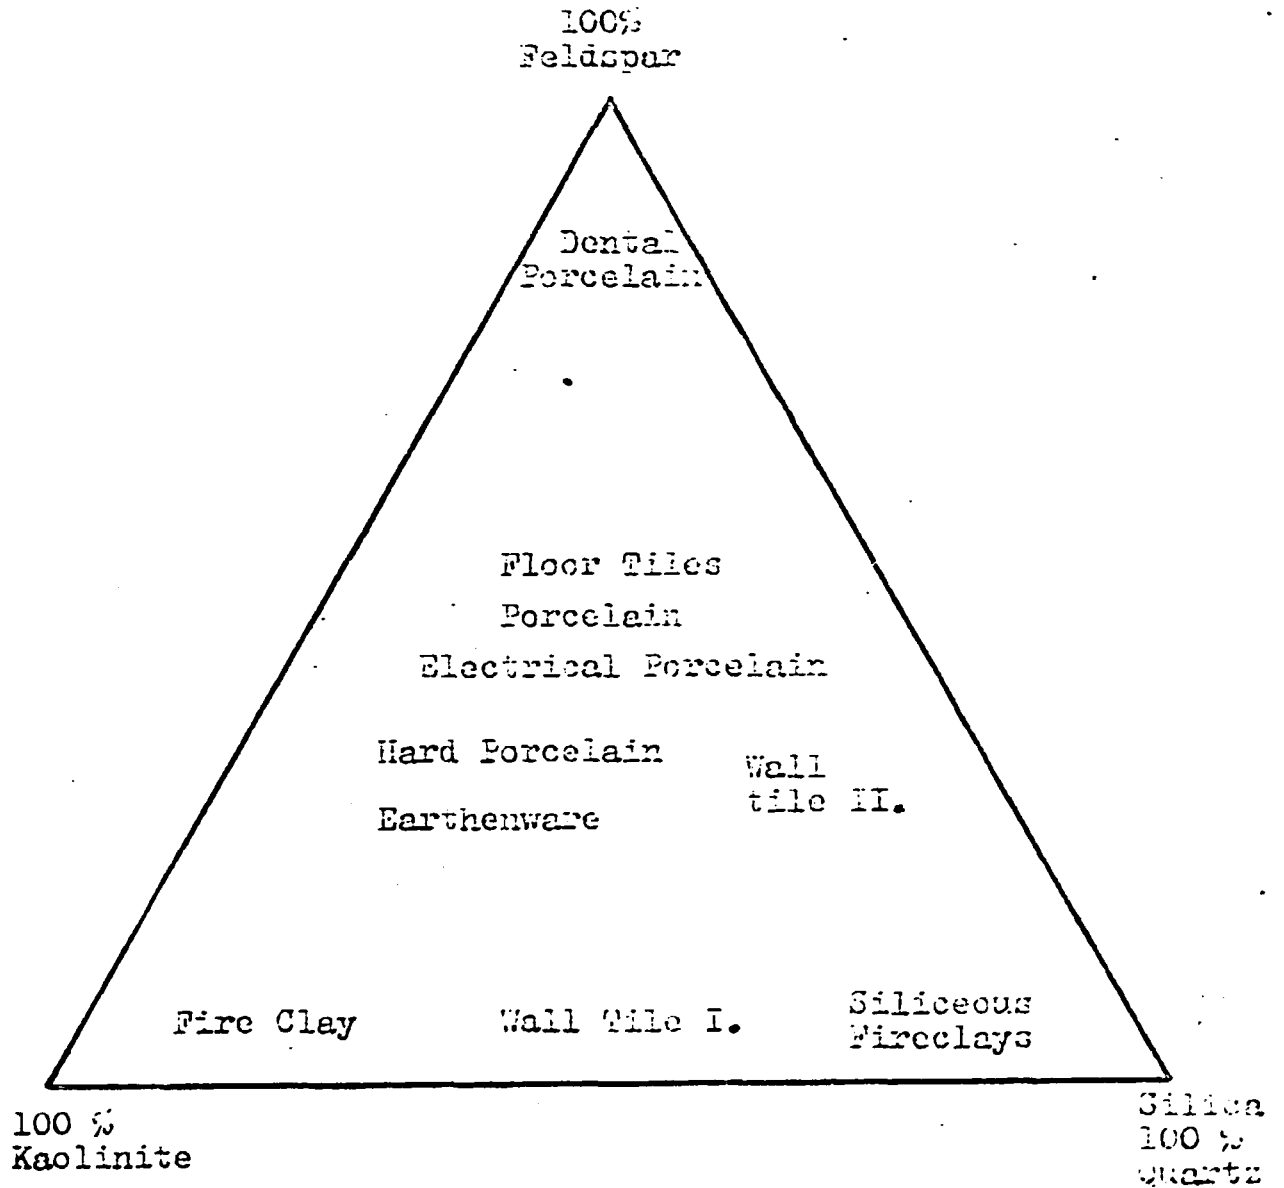 100%
Feldspar
Dental
Porcelain
Floor Tiles
Porcelain
Electrical Porcelain
Hard Porcelain
Wall
tile II.
Earthenware
Fire Clay
Wall Tile I.
Siliceous
Fireclays
100 %
Kaolinite
Silica
100 %
Quartz